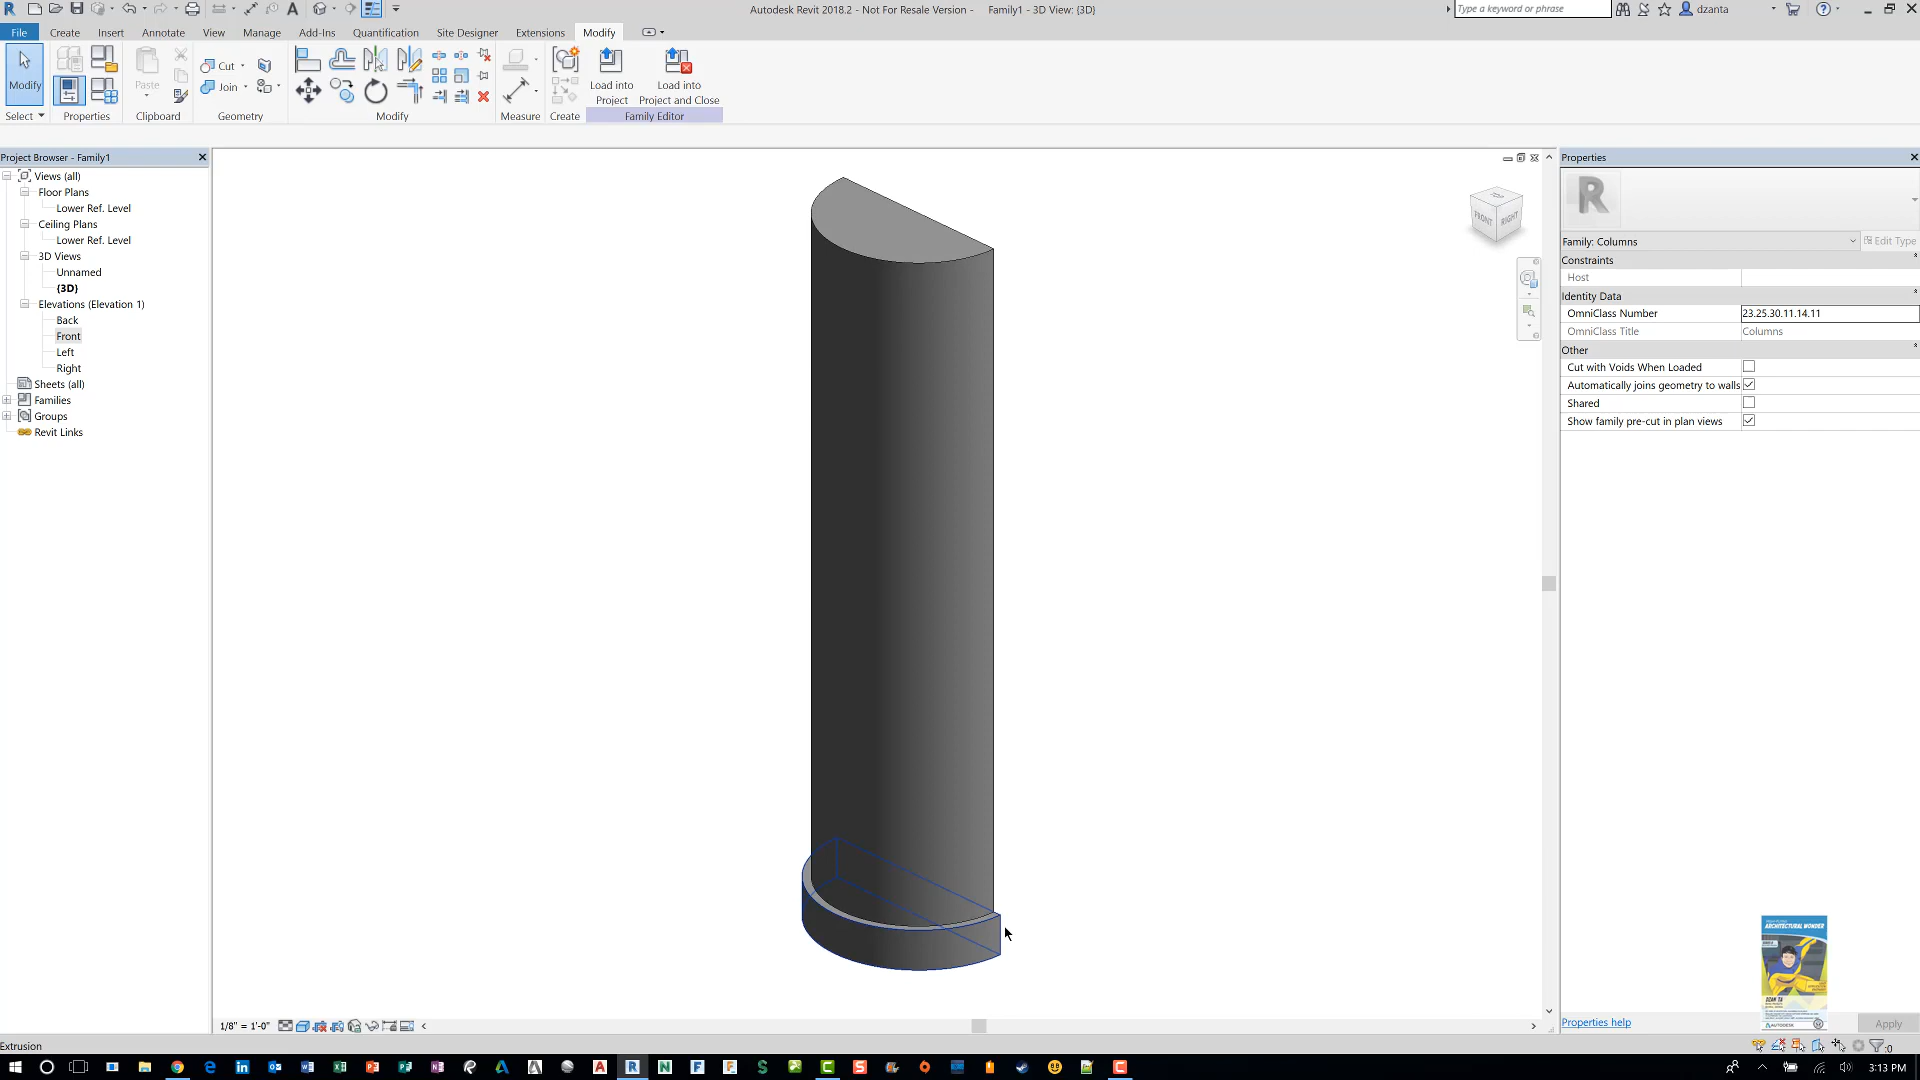 Autodesk Revit 2018.2 - Not For Resale Version - Family1 - 3D View: {3D}
Type a keyword or phrase
dzanta
File Create Insert Annotate View Manage Add-Ins Quantification Site Designer Extensions Modify
Modify
Paste
Cut
Join
Load into
Project
Load into
Project and Close
Select Properties Clipboard Geometry Modify Measure Create Family Editor
Project Browser - Family1
Views (all)
Floor Plans
Lower Ref. Level
Ceiling Plans
Lower Ref. Level
3D Views
Unnamed
{3D}
Elevations (Elevation 1)
Back
Front
Left
Right
Sheets (all)
Families
Groups
Revit Links
FRONT RIGHT
Properties
R
Family: Columns
Edit Type
Constraints
Host
Identity Data
OmniClass Number 23.25.30.11.14.11
OmniClass Title Columns
Other
Cut with Voids When Loaded
Automatically joins geometry to walls
Shared
Show family pre-cut in plan views
ARCHITECTURAL WONDER
AUTODESK
Properties help
Apply
1/8" = 1'-0"
Extrusion
:0
3:13 PM